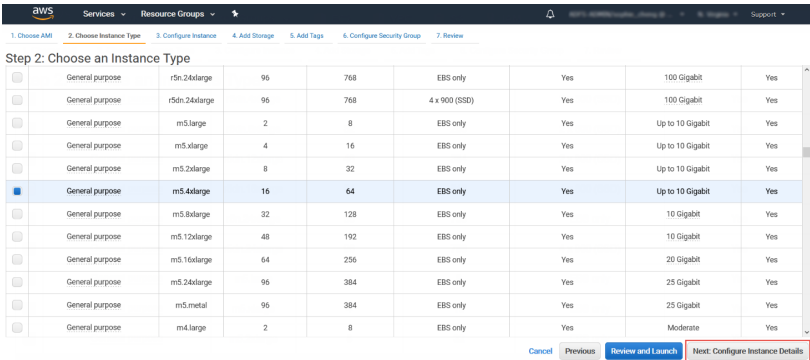 aws Services Resource Groups Support
1. Choose AMI 2. Choose Instance Type 3. Configure Instance 4. Add Storage 5. Add Tags 6. Configure Security Group 7. Review
Step 2: Choose an Instance Type
General purpose r5n.24xlarge 96 768 EBS only Yes 100 Gigabit Yes
General purpose r5dn.24xlarge 96 768 4 x 900 (SSD) Yes 100 Gigabit Yes
General purpose m5.large 2 8 EBS only Yes Up to 10 Gigabit Yes
General purpose m5.xlarge 4 16 EBS only Yes Up to 10 Gigabit Yes
General purpose m5.2xlarge 8 32 EBS only Yes Up to 10 Gigabit Yes
General purpose m5.4xlarge 16 64 EBS only Yes Up to 10 Gigabit Yes
General purpose m5.8xlarge 32 128 EBS only Yes 10 Gigabit Yes
General purpose m5.12xlarge 48 192 EBS only Yes 10 Gigabit Yes
General purpose m5.16xlarge 64 256 EBS only Yes 20 Gigabit Yes
General purpose m5.24xlarge 96 384 EBS only Yes 25 Gigabit Yes
General purpose m5.metal 96 384 EBS only Yes 25 Gigabit Yes
General purpose m4.large 2 8 EBS only Yes Moderate Yes
Cancel Previous Review and Launch Next: Configure Instance Details